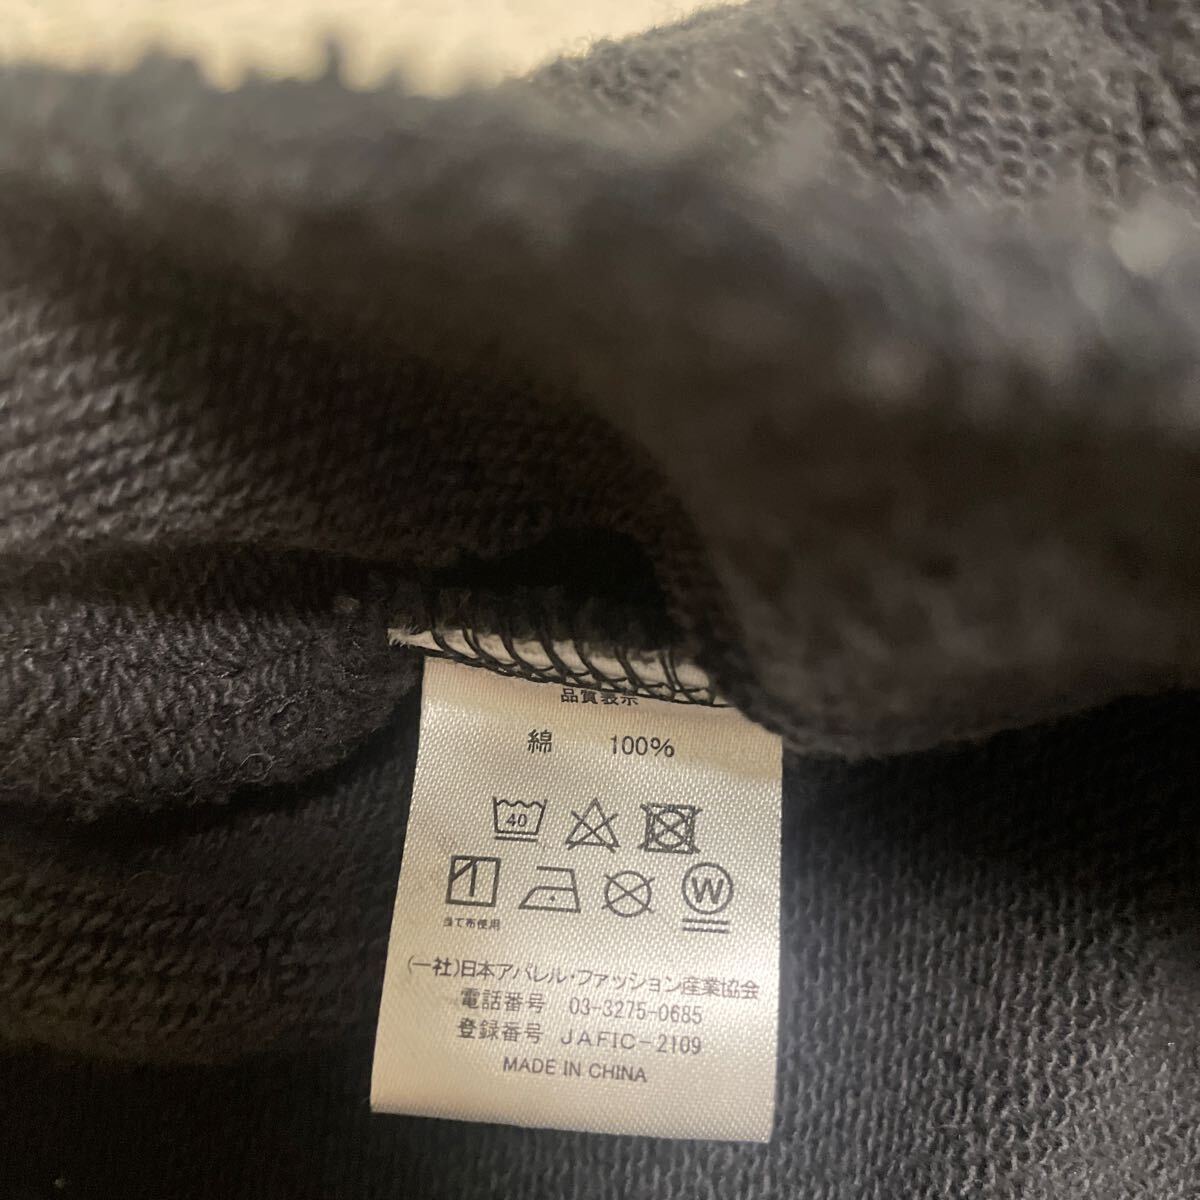 品質表示
綿 100%
40
W
当て布使用
(一社)日本アパレル・ファッション産業協会
電話番号 03-3275-0685
登録番号 JAFIC-2109
MADE IN CHINA